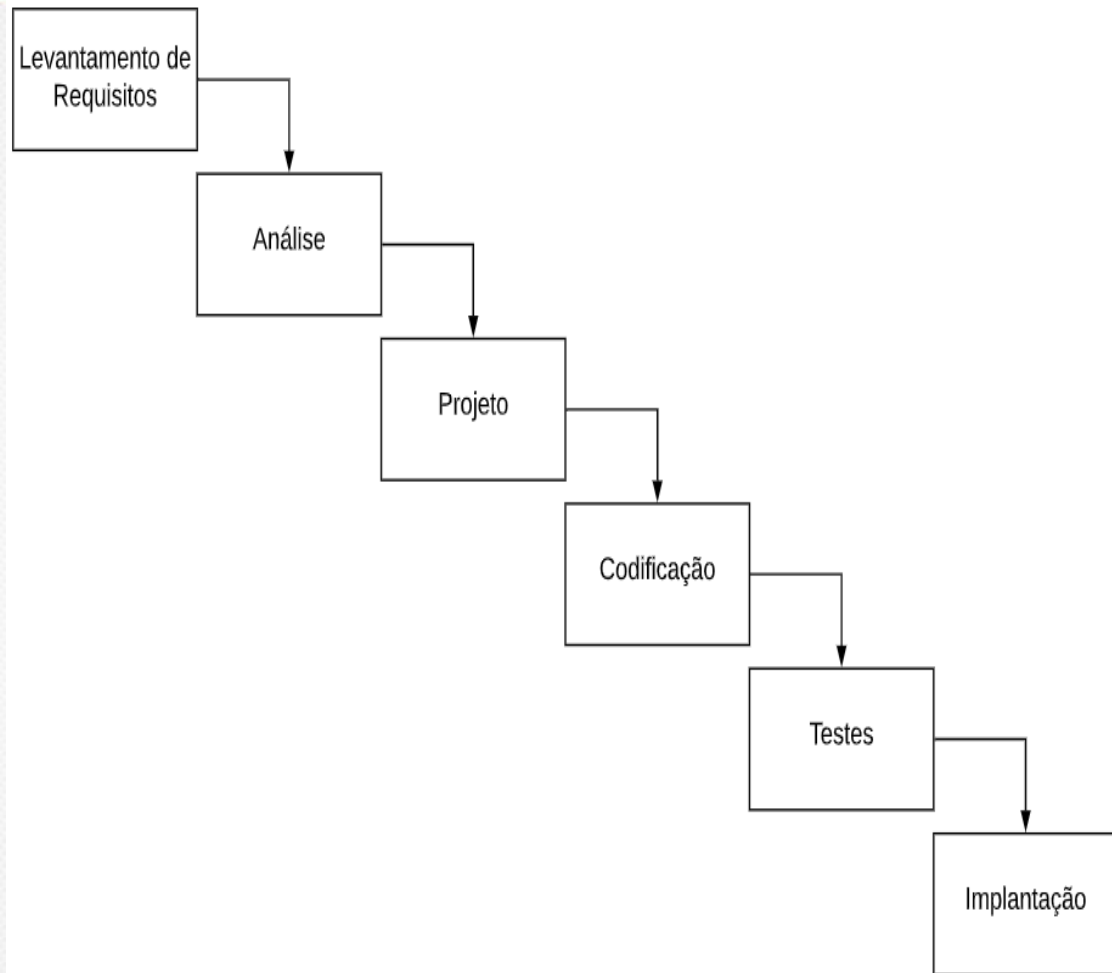 Levantamento de
Requisitos
Análise
Projeto
Codificação
Testes
Implantação